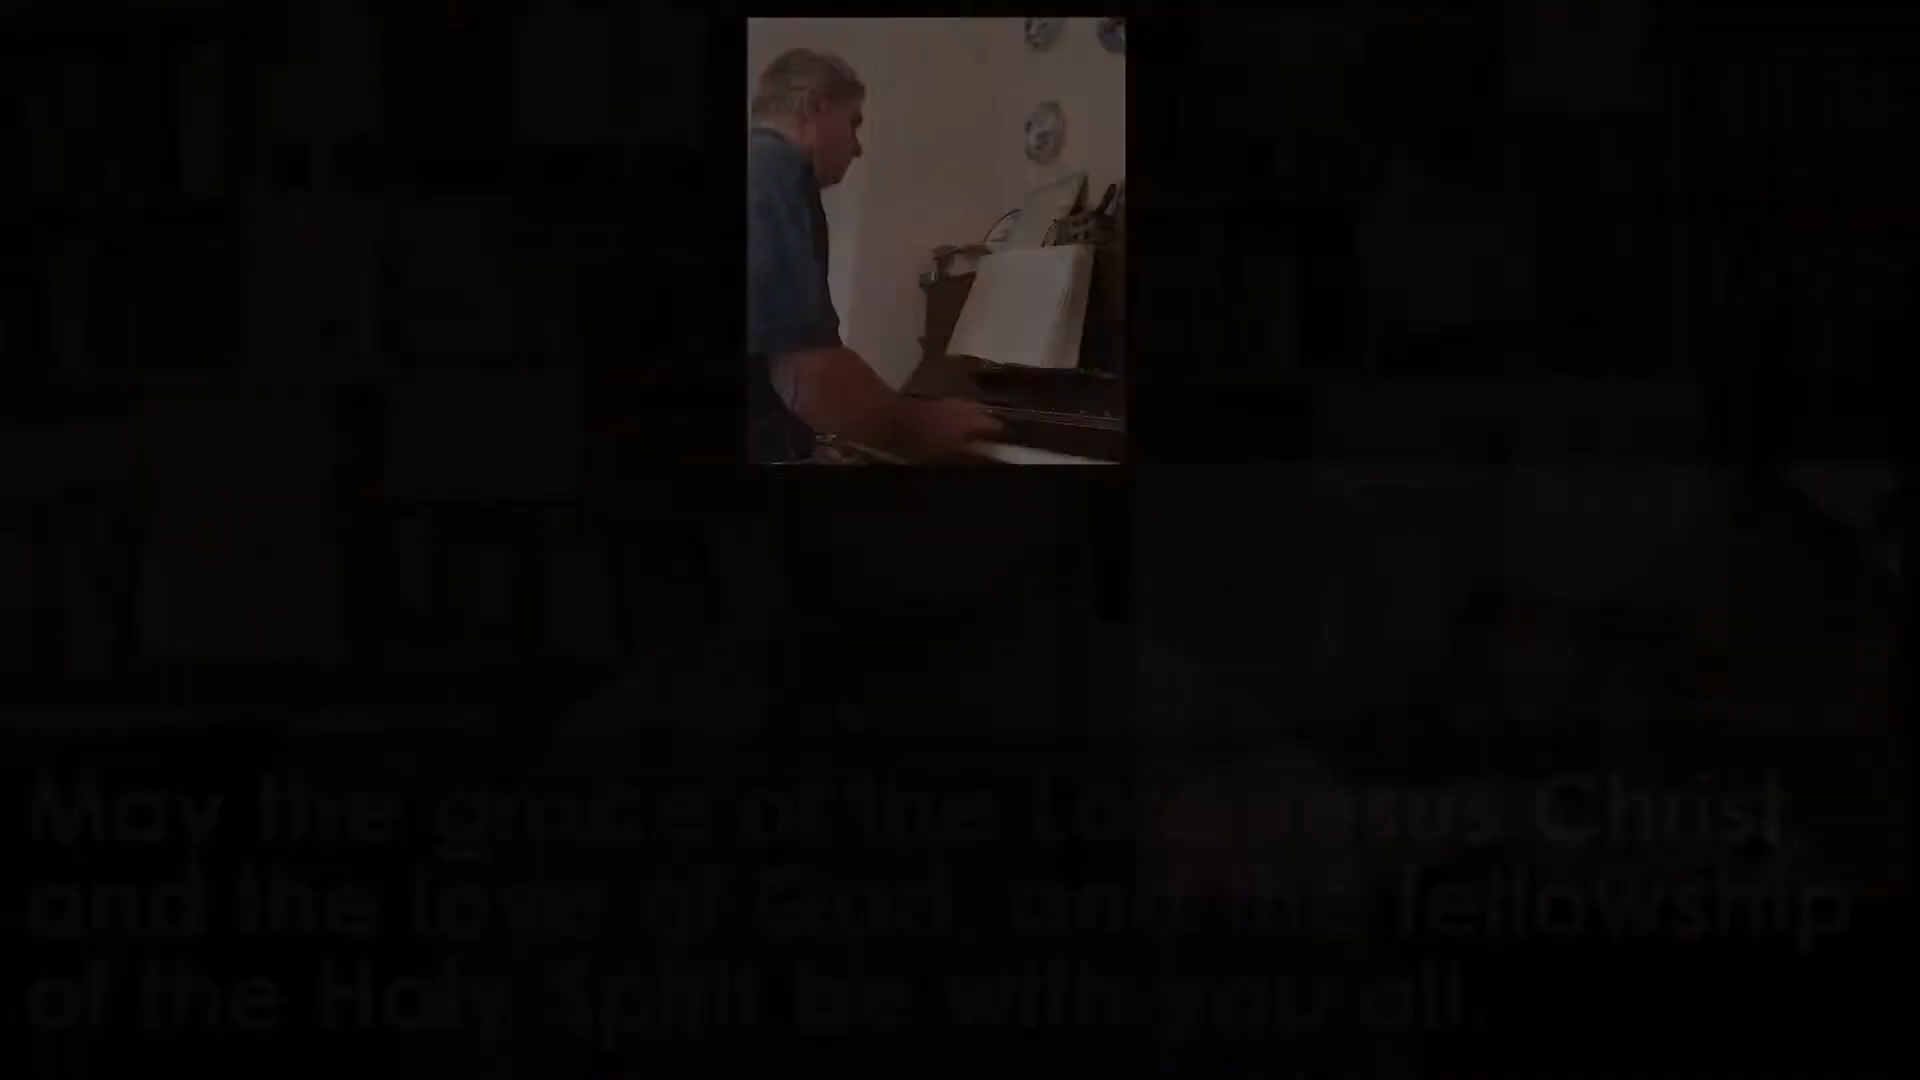 May the grace of the Lord Jesus Christ,
and the love of God, and the fellowship
of the Holy Spirit be with you all.